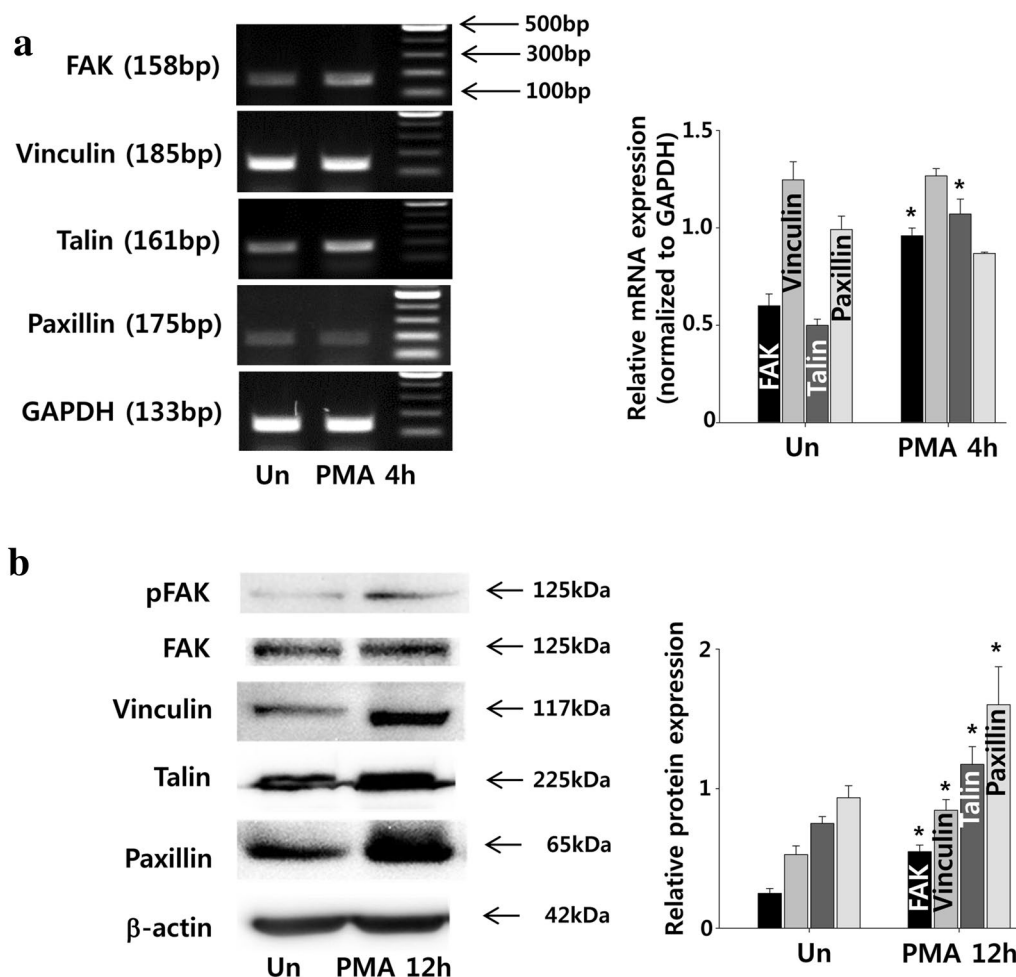 a
FAK (158bp)
Vinculin (185bp)
Talin (161bp)
Paxillin (175bp)
GAPDH (133bp)
500bp
300bp
100bp
Un PMA 4h
Relative mRNA expression
(normalized to GAPDH)
1.5
1.0
0.5
0
FAK
Vinculin
Talin
Paxillin
*
*
Un PMA 4h
b
pFAK
FAK
Vinculin
Talin
Paxillin
β-actin
125kDa
125kDa
117kDa
225kDa
65kDa
42kDa
Un PMA 12h
Relative protein expression
2
1
0
*
*
*
*
FAK
Vinculin
Talin
Paxillin
Un PMA 12h